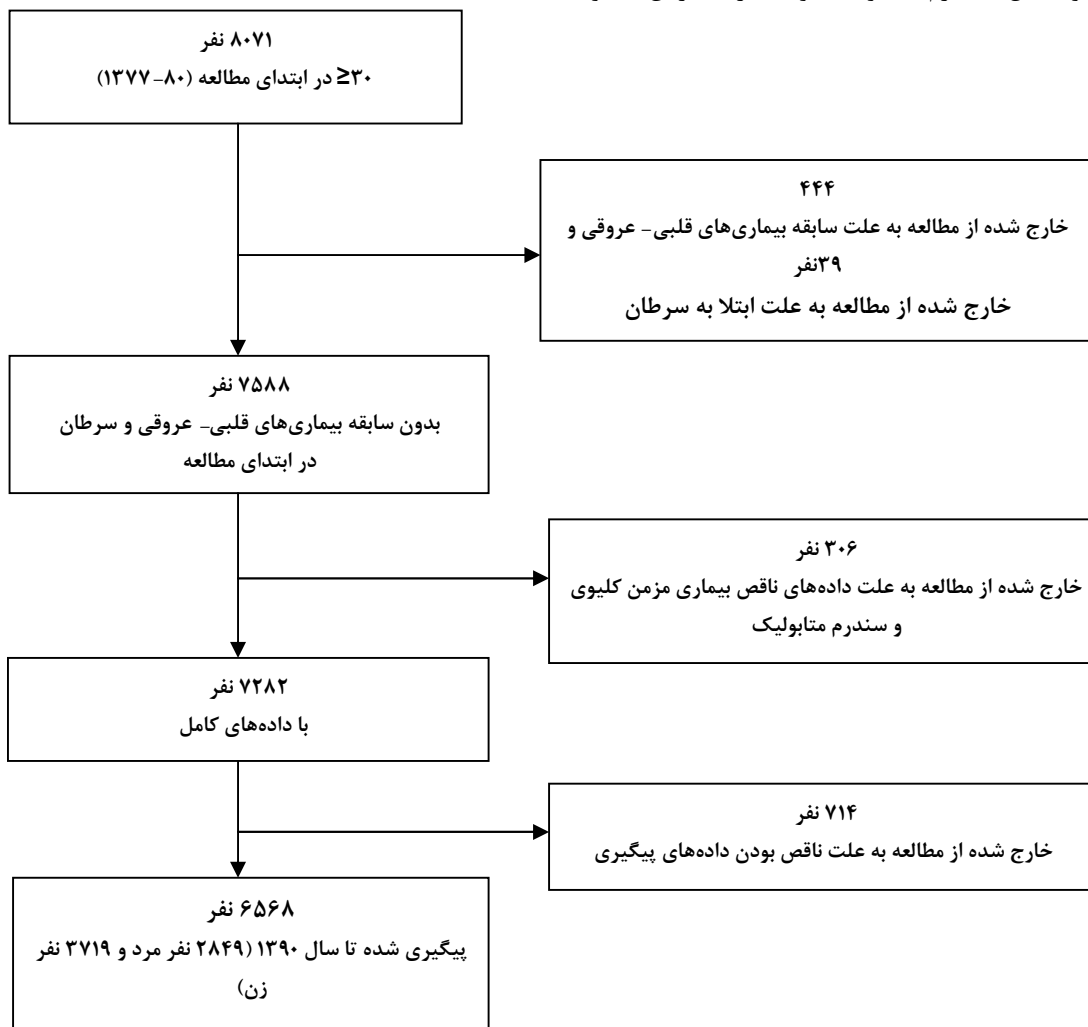 ۸۰۷۱ نفر
≥۳۰ در ابتدای مطالعه (۸۰-۱۳۷۷)
۴۴۴
خارج شده از مطالعه به علت سابقه بیماری‌های قلبی- عروقی و
۳۹نفر
خارج شده از مطالعه به علت ابتلا به سرطان
۷۵۸۸ نفر
بدون سابقه بیماری‌های قلبی- عروقی و سرطان
در ابتدای مطالعه
۳۰۶ نفر
خارج شده از مطالعه به علت داده‌های ناقص بیماری مزمن کلیوی
و سندرم متابولیک
۷۲۸۲ نفر
با داده‌های کامل
۷۱۴ نفر
خارج شده از مطالعه به علت ناقص بودن داده‌های پیگیری
۶۵۶۸ نفر
پیگیری شده تا سال ۱۳۹۰ (۲۸۴۹ نفر مرد و ۳۷۱۹ نفر
زن)